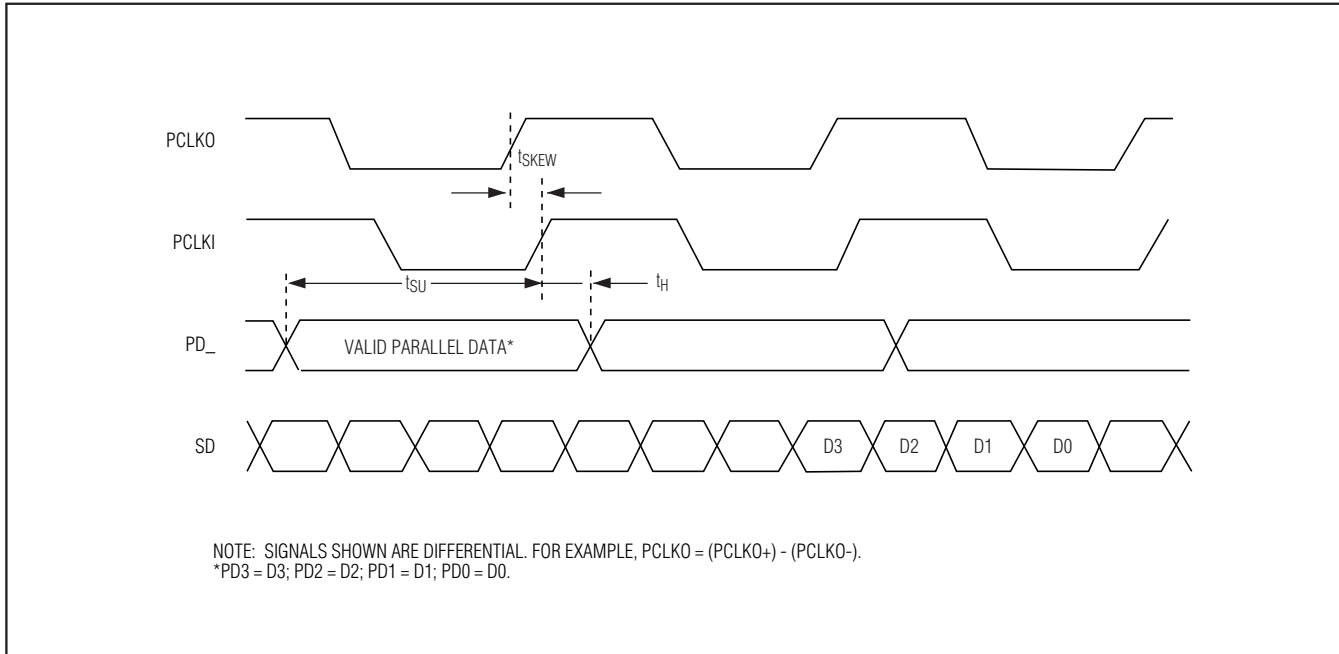 PCLKO
tSKEW
PCLKI
tSU
tH
PD_
VALID PARALLEL DATA*
SD
D3
D2
D1
D0
NOTE: SIGNALS SHOWN ARE DIFFERENTIAL. FOR EXAMPLE, PCLKO = (PCLKO+) - (PCLKO-).
*PD3 = D3; PD2 = D2; PD1 = D1; PD0 = D0.